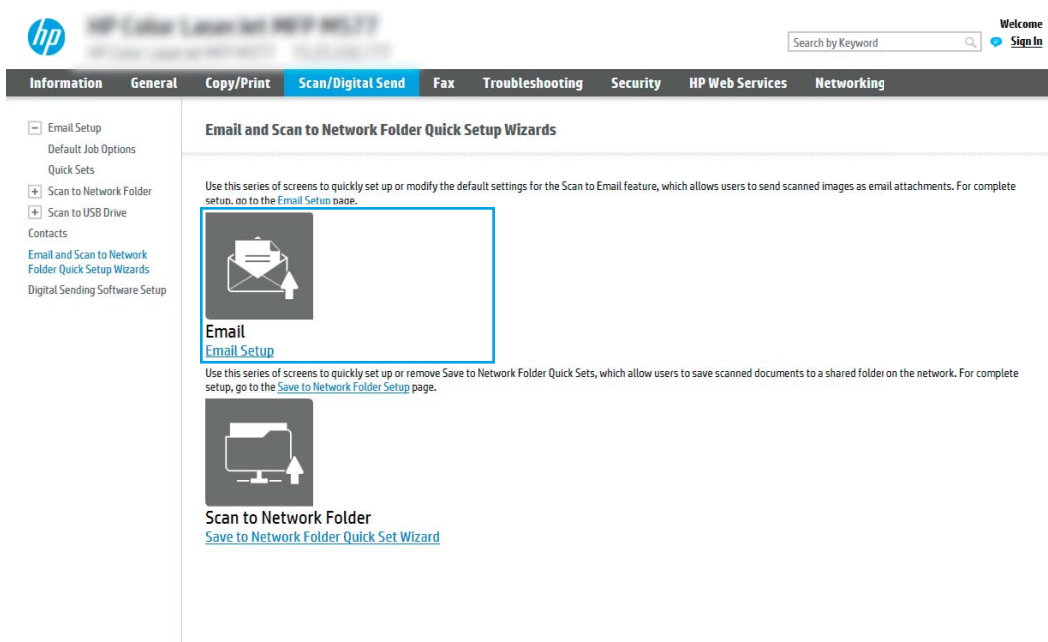 hp
Welcome
Search by Keyword
Sign In
Information General Copy/Print Scan/Digital Send Fax Troubleshooting Security HP Web Services Networking
Email Setup
Default Job Options
Quick Sets
Scan to Network Folder
Scan to USB Drive
Contacts
Email and Scan to Network
Folder Quick Setup Wizards
Digital Sending Software Setup
Email and Scan to Network Folder Quick Setup Wizards
Use this series of screens to quickly set up or modify the default settings for the Scan to Email feature, which allows users to send scanned images as email attachments. For complete
setup, go to the Email Setup page.
Email
Email Setup
Use this series of screens to quickly set up or remove Save to Network Folder Quick Sets, which allow users to save scanned documents to a shared folder on the network. For complete
setup, go to the Save to Network Folder Setup page.
Scan to Network Folder
Save to Network Folder Quick Set Wizard